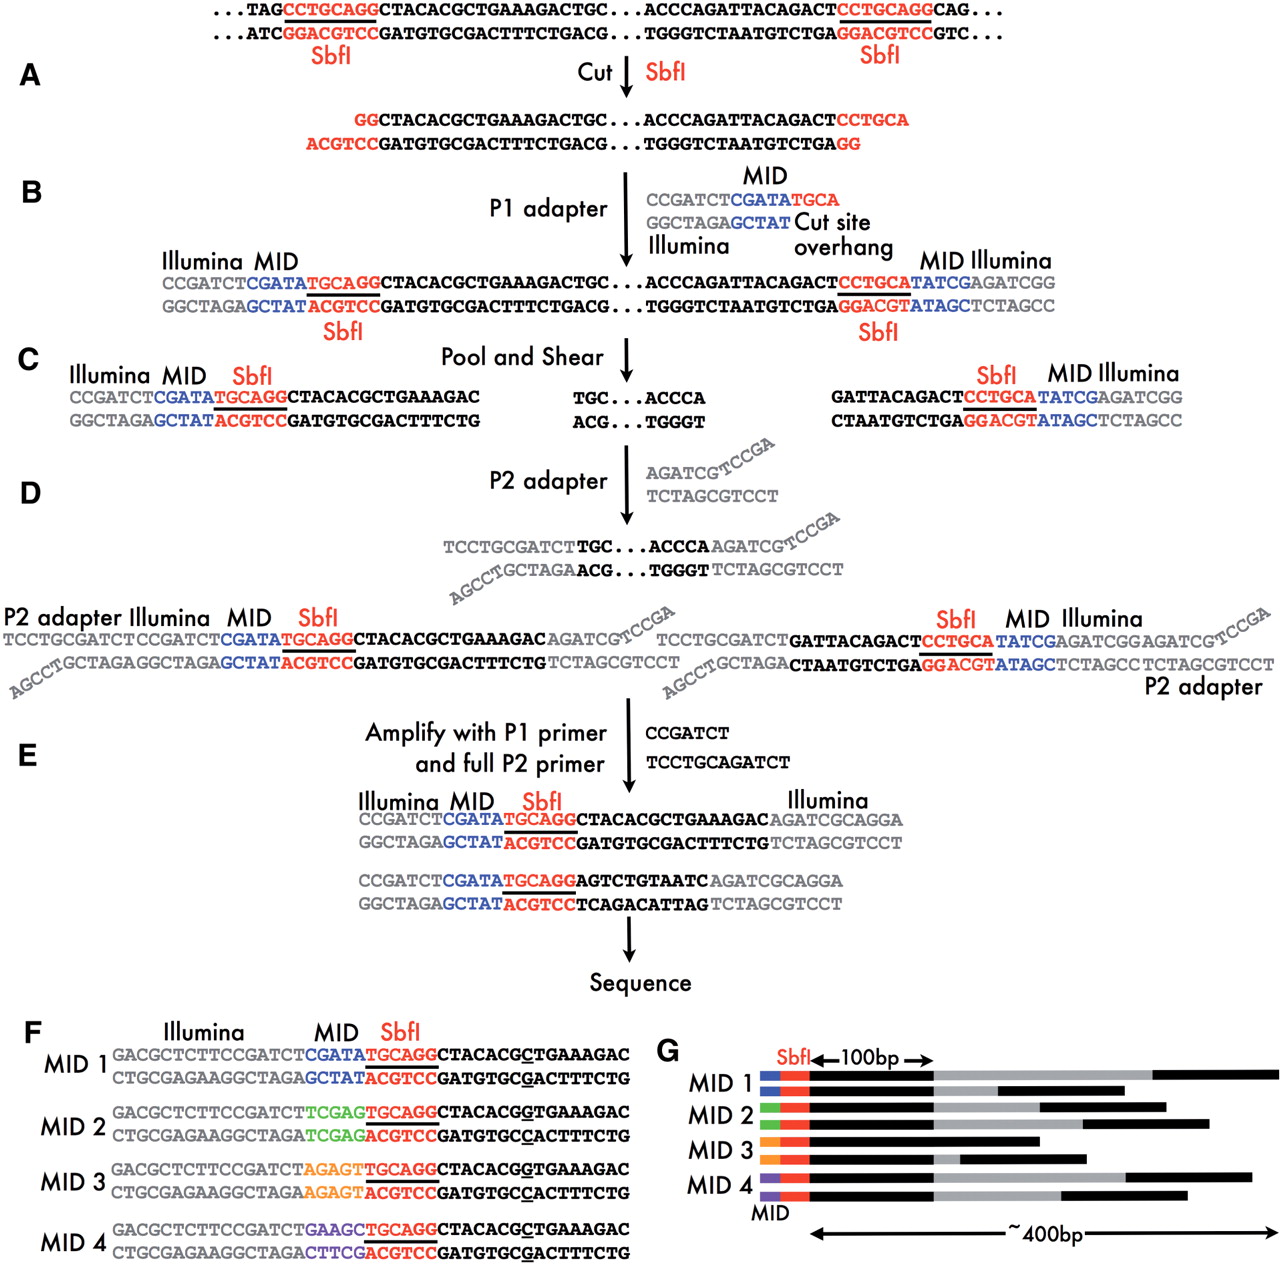 ...TAGCCTGCAGGCTACACGCTGAAAGACTGC...ACCCAGATTACAGACTCCTGCAGGCAG...
...ATCGGACGTCCGATGTGCGACTTTCTGACG...TGGGTCTAATGTCTGAGGACGTCCGTC...
SbfI SbfI
A Cut SbfI
GGCTACACGCTGAAAGACTGC...ACCCAGATTACAGACTCCTGCA
ACGTCCGATGTGCGACTTTCTGACG...TGGGTCTAATGTCTGAGG
B P1 adapter MID
CCGATCTCGATATGCA
GGCTAGAGCTAT Cut site
Illumina overhang
Illumina MID MID Illumina
CCGATCTCGATATGCAGGCTACACGCTGAAAGACTGC...ACCCAGATTACAGACTCCTGCATATCGAGATCGG
GGCTAGAGCTATACGTCCGATGTGCGACTTTCTGACG...TGGGTCTAATGTCTGAGGACGTATAGCTCTAGCC
SbfI SbfI
C Pool and Shear
Illumina MID SbfI SbfI MID Illumina
CCGATCTCGATATGCAGGCTACACGCTGAAAGAC TGC...ACCCA GATTACAGACTCCTGCATATCGAGATCGG
GGCTAGAGCTATACGTCCGATGTGCGACTTTCTG ACG...TGGGT CTAATGTCTGAGGACGTATAGCTCTAGCC
D P2 adapter
AGATCGTCCGA
TCTAGCGTCCT
TCCTGCGATCTTGC...ACCCAAGATCGTCCGA
AGCCTGCTAGAACG...TGGGTTCTAGCGTCCT
P2 adapter Illumina MID SbfI SbfI MID Illumina
TCCTGCGATCTCCGATCTCGATATGCAGGCTACACGCTGAAAGACAGATCGTCCGA TCCTGCGATCTGATTACAGACTCCTGCATATCGAGATCGGAGATCGTCCGA
AGCCTGCTAGAGGCTAGAGCTATACGTCCGATGTGCGACTTTCTGTCTAGCGTCCT AGCCTGCTAGACTAATGTCTGAGGACGTATAGCTCTAGCCTCTAGCGTCCT
P2 adapter
E Amplify with P1 primer CCGATCT
and full P2 primer TCCTGCAGATCT
Illumina MID SbfI Illumina
CCGATCTCGATATGCAGGCTACACGCTGAAAGACAGATCGCAGGA
GGCTAGAGCTATACGTCCGATGTGCGACTTTCTGTCTAGCGTCCT
CCGATCTCGATATGCAGGAGTCTGTAATCAGATCGCAGGA
GGCTAGAGCTATACGTCCTCAGACATTAGTCTAGCGTCCT
Sequence
F Illumina MID SbfI
MID 1 GACGCTCTTCCGATCTCGATATGCAGGCTACACGCTGAAAGAC
CTGCGAGAAGGCTAGAGCTATACGTCCGATGTGCGACTTTCTG
MID 2 GACGCTCTTCCGATCTTCGAGTGCAGGCTACACGGTGAAAGAC
CTGCGAGAAGGCTAGATCGAGACGTCCGATGTGCCACTTTCTG
MID 3 GACGCTCTTCCGATCTAGAGTTGCAGGCTACACGGTGAAAGAC
CTGCGAGAAGGCTAGAAGAGTACGTCCGATGTGCCACTTTCTG
MID 4 GACGCTCTTCCGATCTGAAGCTGCAGGCTACACGCTGAAAGAC
CTGCGAGAAGGCTAGACTTCGACGTCCGATGTGCGACTTTCTG
G SbfI 100bp
MID 1
MID 2
MID 3
MID 4
MID
~400bp